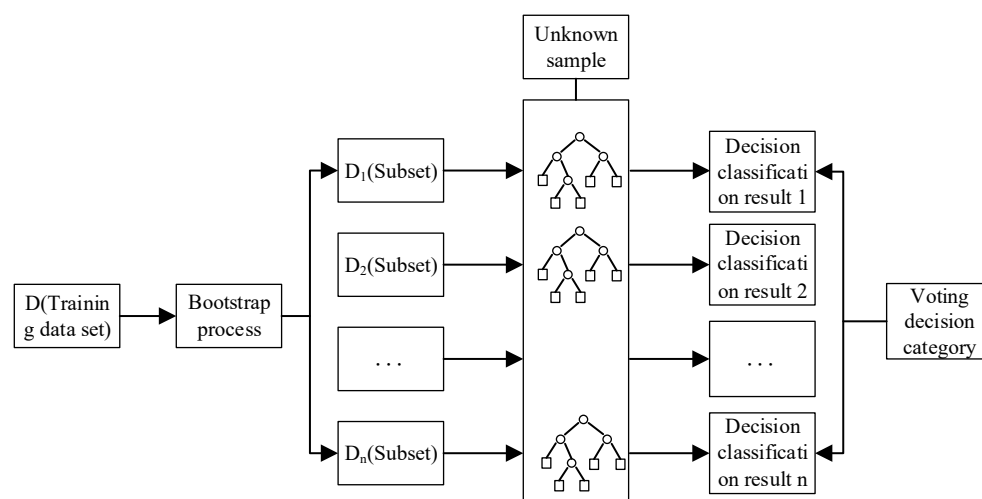 Unknown
sample
D₁(Subset)
Decision
classificati
on result 1
D₂(Subset)
Decision
classificati
on result 2
D(Trainin
g data set)
Bootstrap
process
Voting
decision
category
...
...
Dₙ(Subset)
Decision
classificati
on result n